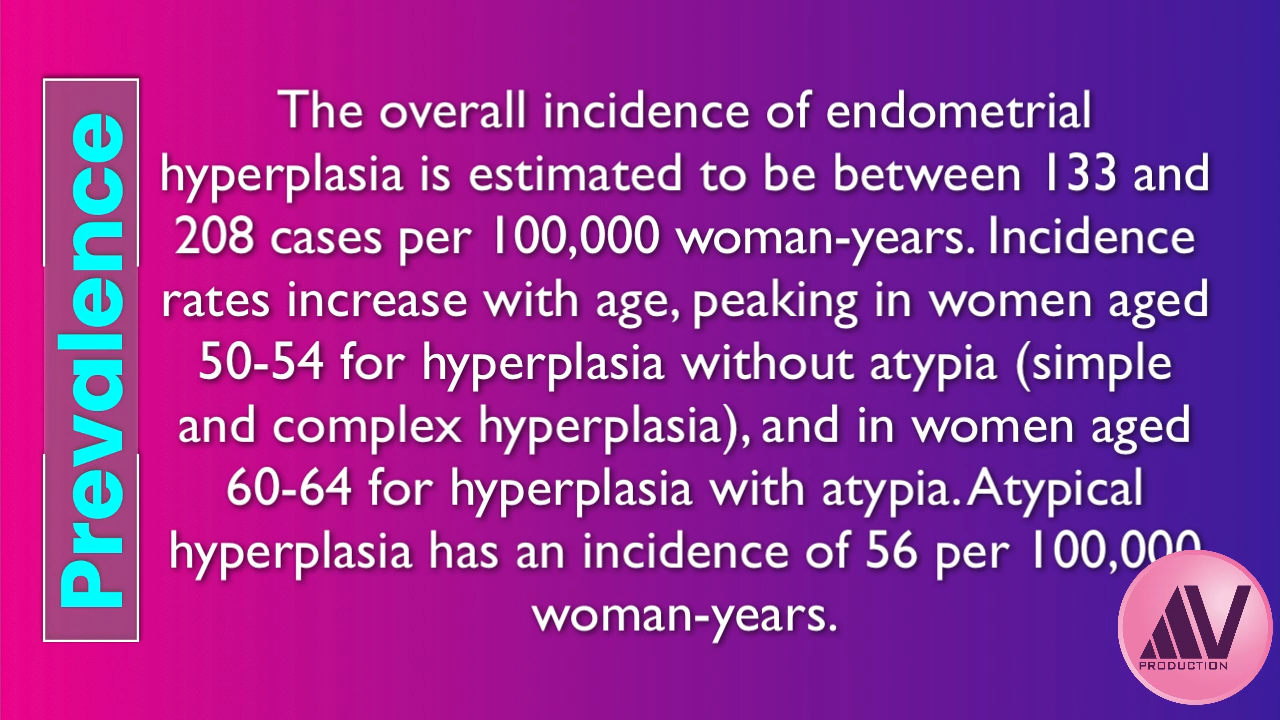 Prevalence
The overall incidence of endometrial
hyperplasia is estimated to be between 133 and
208 cases per 100,000 woman-years. Incidence
rates increase with age, peaking in women aged
50-54 for hyperplasia without atypia (simple
and complex hyperplasia), and in women aged
60-64 for hyperplasia with atypia. Atypical
hyperplasia has an incidence of 56 per 100,000
woman-years.
AV
PRODUCTION